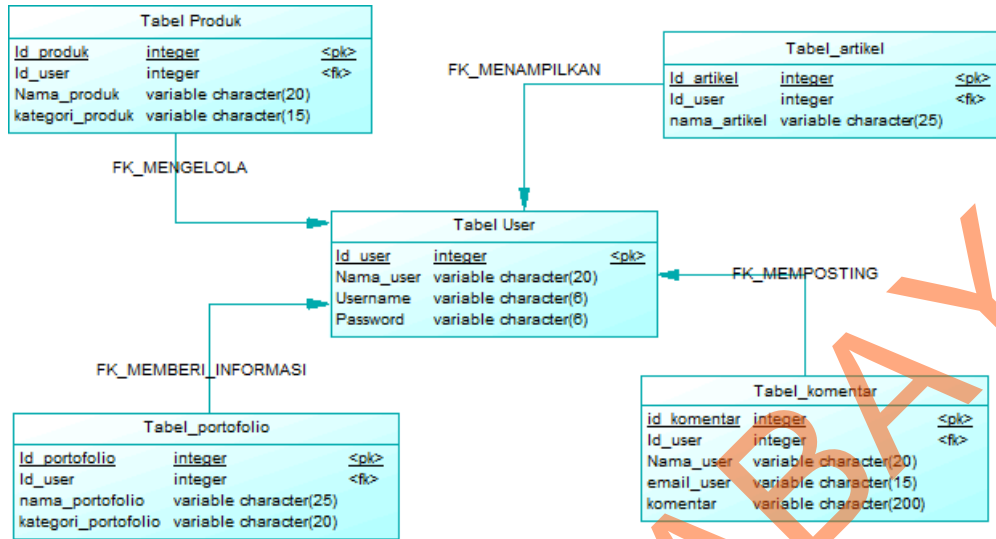 Tabel Produk
Id_produk integer <pk>
Id_user integer <fk>
Nama_produk variable character(20)
kategori_produk variable character(15)
FK_MENGELOLA
FK_MENAMPILKAN
Tabel_artikel
Id_artikel integer <pk>
Id_user integer <fk>
nama_artikel variable character(25)
Tabel User
Id_user integer <pk>
Nama_user variable character(20)
Username variable character(6)
Password variable character(6)
FK_MEMPOSTING
FK_MEMBERI_INFORMASI
Tabel_portofolio
Id_portofolio integer <pk>
Id_user integer <fk>
nama_portofolio variable character(25)
kategori_portofolio variable character(20)
Tabel_komentar
id_komentar integer <pk>
Id_user integer <fk>
Nama_user variable character(20)
email_user variable character(15)
komentar variable character(200)
ABAY